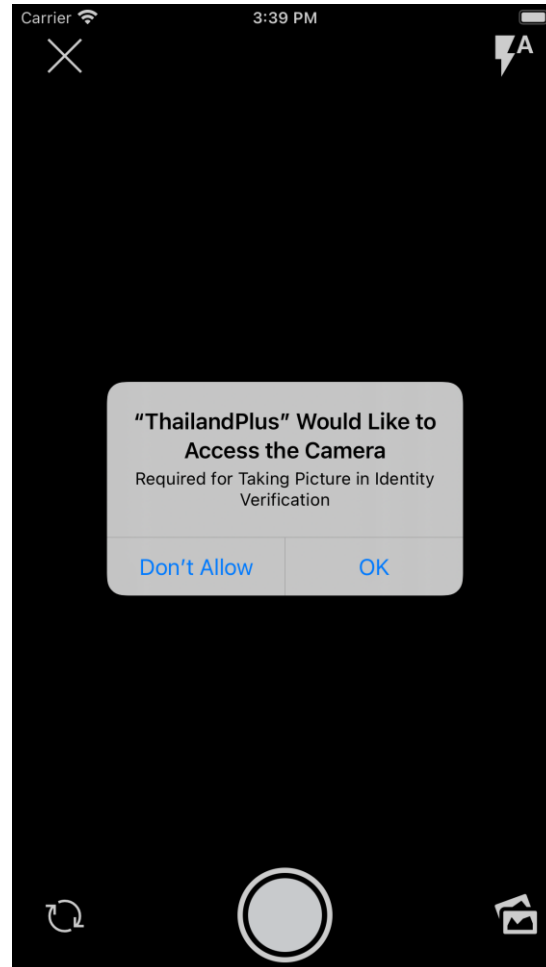 Carrier 3:39 PM
A
“ThailandPlus” Would Like to
Access the Camera
Required for Taking Picture in Identity
Verification
Don’t Allow OK